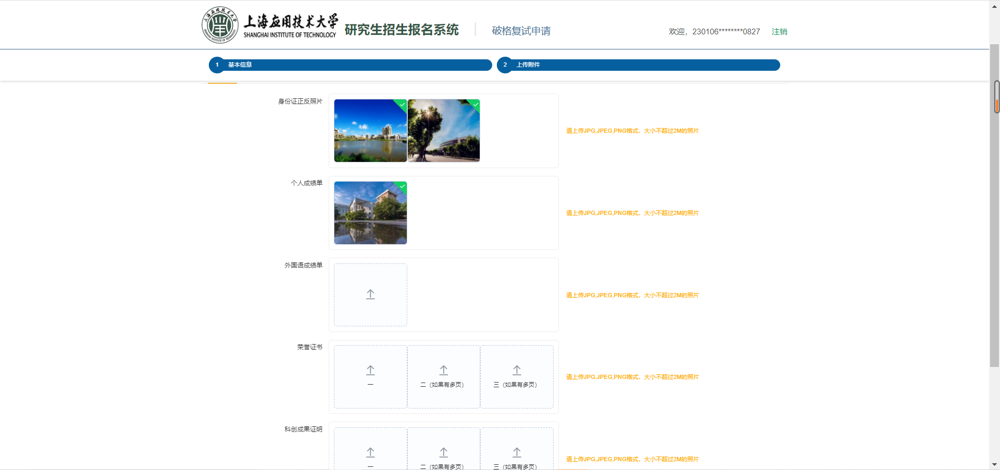 上海应用技术大学
SHANGHAI INSTITUTE OF TECHNOLOGY
研究生招生报名系统
破格复试申请
欢迎，230106********0827
注销
1 基本信息
2 上传附件
身份证正反照片
请上传JPG,JPEG,PNG格式，大小不超过2M的照片
个人成绩单
请上传JPG,JPEG,PNG格式，大小不超过2M的照片
外国语成绩单
请上传JPG,JPEG,PNG格式，大小不超过2M的照片
荣誉证书
一
二（如果有多页）
三（如果有多页）
请上传JPG,JPEG,PNG格式，大小不超过2M的照片
科创成果证明
一
二（如果有多页）
三（如果有多页）
请上传JPG,JPEG,PNG格式，大小不超过2M的照片